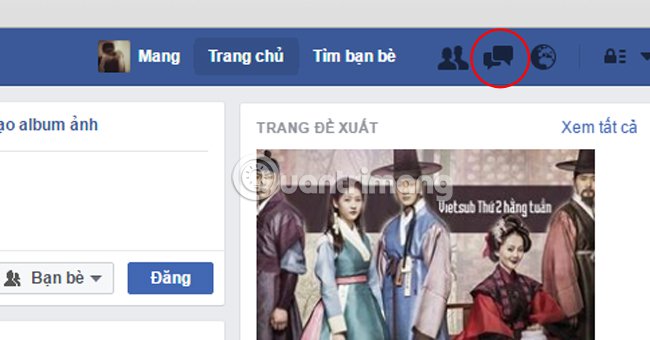 Mang Trang chủ Tìm bạn bè
ạo album ảnh
TRANG ĐỀ XUẤT Xem tất cả
Quantrimang
Vietsub Thứ 2 hằng tuần
Bạn bè Đăng